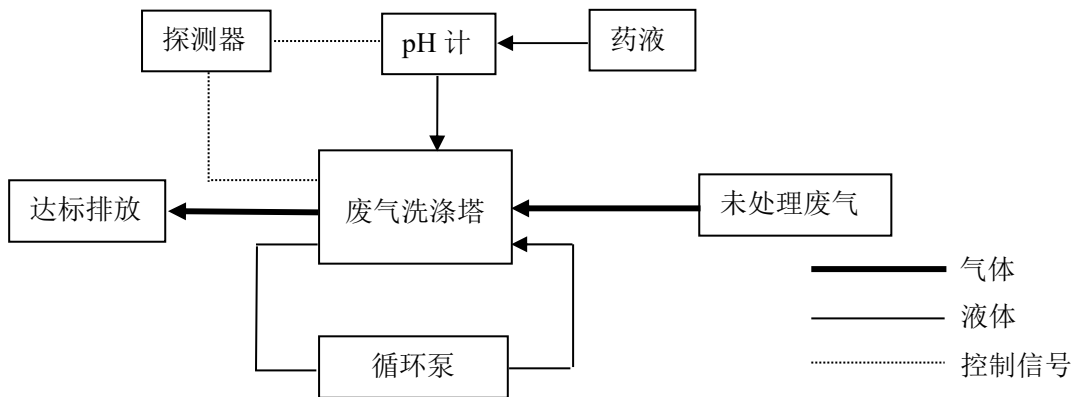 探测器
pH 计
药液
达标排放
废气洗涤塔
未处理废气
循环泵
气体
液体
控制信号